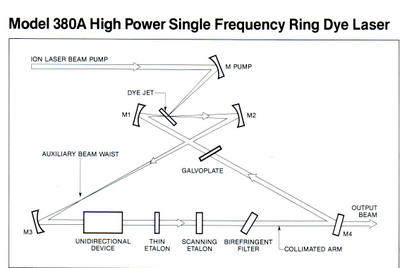 Model 380A High Power Single Frequency Ring Dye Laser
ION LASER BEAM PUMP
M PUMP
DYE JET
M1
M2
AUXILIARY BEAM WAIST
GALVOPLATE
OUTPUT
BEAM
M3
M4
UNIDIRECTIONAL
DEVICE
THIN
ETALON
SCANNING
ETALON
BIREFRINGENT
FILTER
COLLIMATED ARM